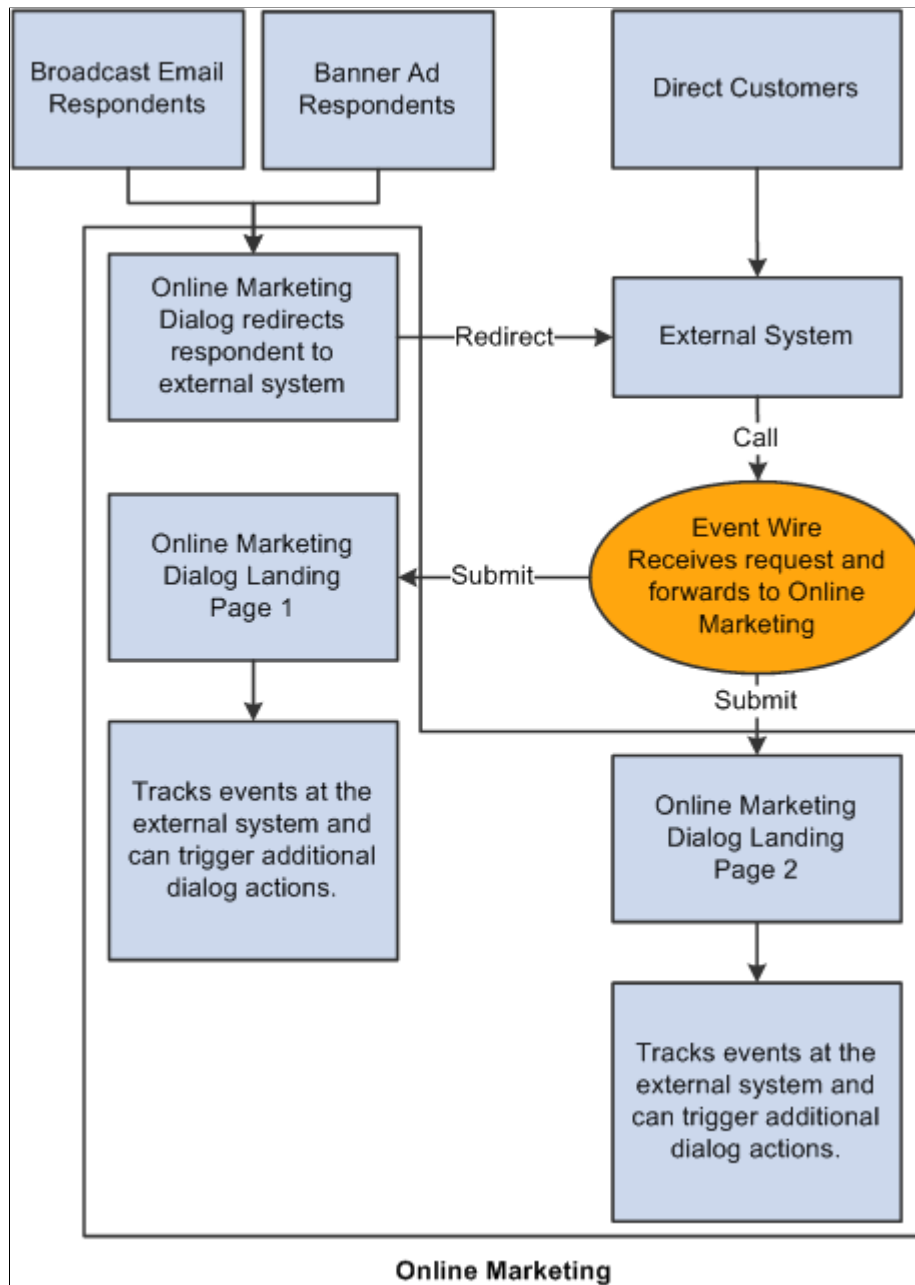 Broadcast Email
Respondents
Banner Ad
Respondents
Direct Customers
Online Marketing
Dialog redirects
respondent to
external system
Redirect
External System
Call
Event Wire
Receives request and
forwards to Online
Marketing
Submit
Online Marketing
Dialog Landing
Page 1
Submit
Tracks events at the
external system and
can trigger additional
dialog actions.
Online Marketing
Dialog Landing
Page 2
Tracks events at the
external system and
can trigger additional
dialog actions.
Online Marketing